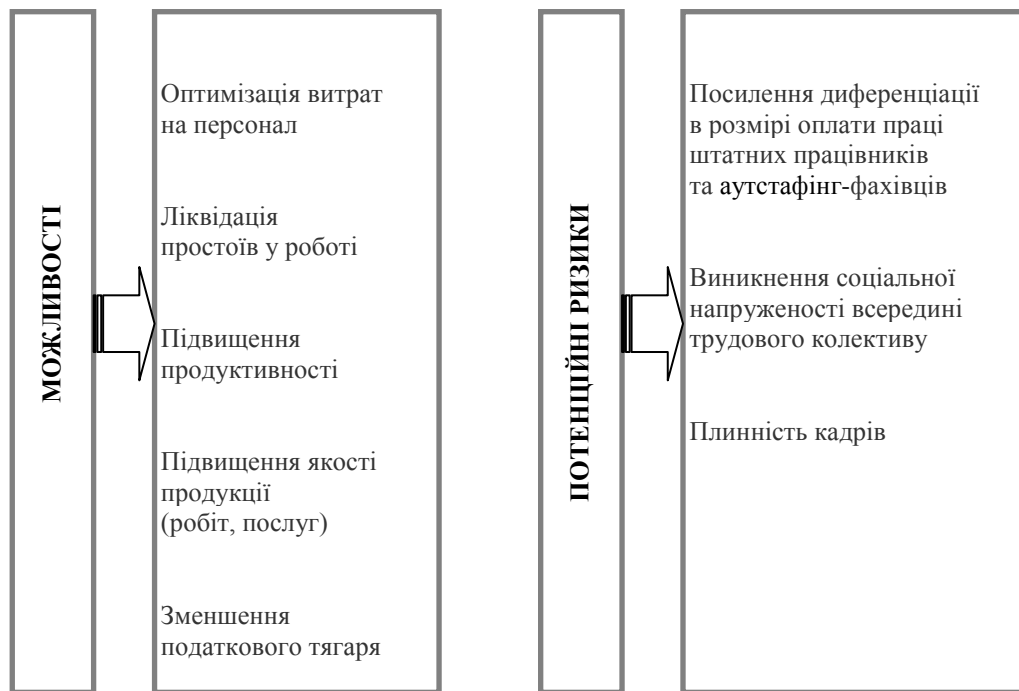 МОЖЛИВОСТІ
Оптимізація витрат
на персонал
Ліквідація
простоїв у роботі
Підвищення
продуктивності
Підвищення якості
продукції
(робіт, послуг)
Зменшення
податкового тягаря
ПОТЕНЦІЙНІ РИЗИКИ
Посилення диференціації
в розмірі оплати праці
штатних працівників
та аутстафінг-фахівців
Виникнення соціальної
напруженості всередині
трудового колективу
Плинність кадрів